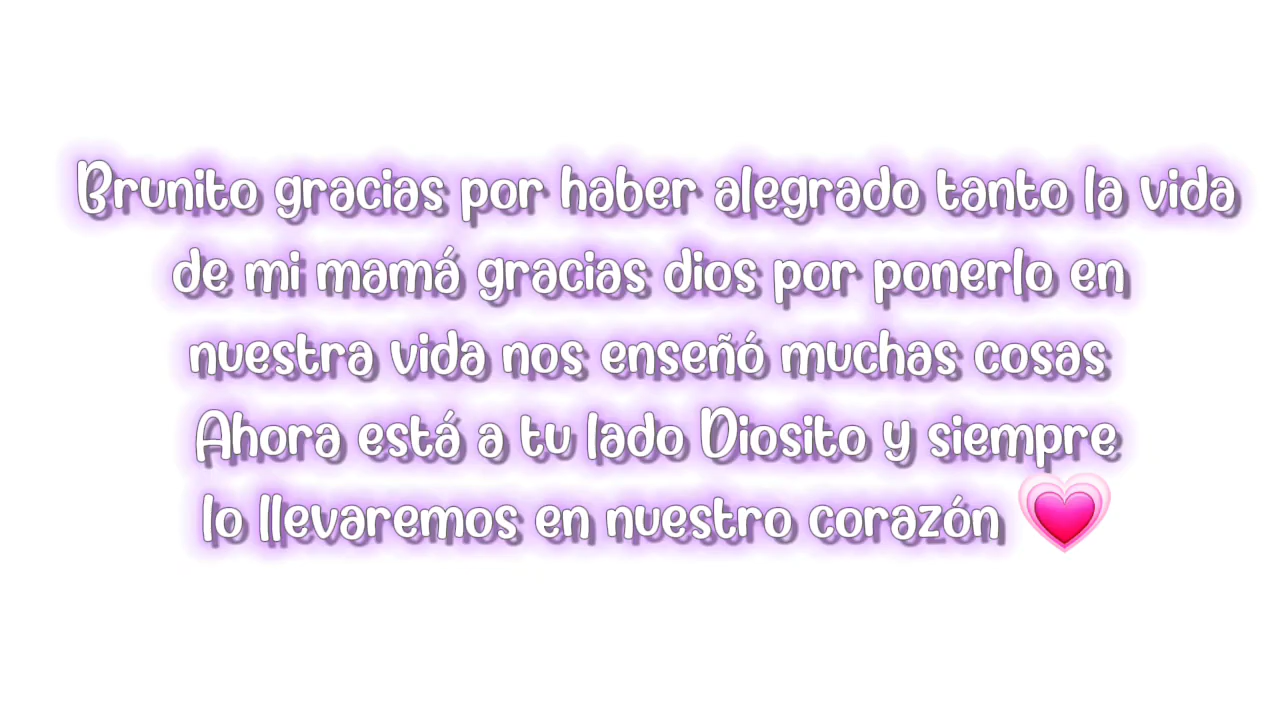 Brunito gracias por haber alegrado tanto la vida
de mi mamá gracias dios por ponerlo en
nuestra vida nos enseñó muchas cosas
Ahora está a tu lado Diosito y siempre
lo llevaremos en nuestro corazón 💗